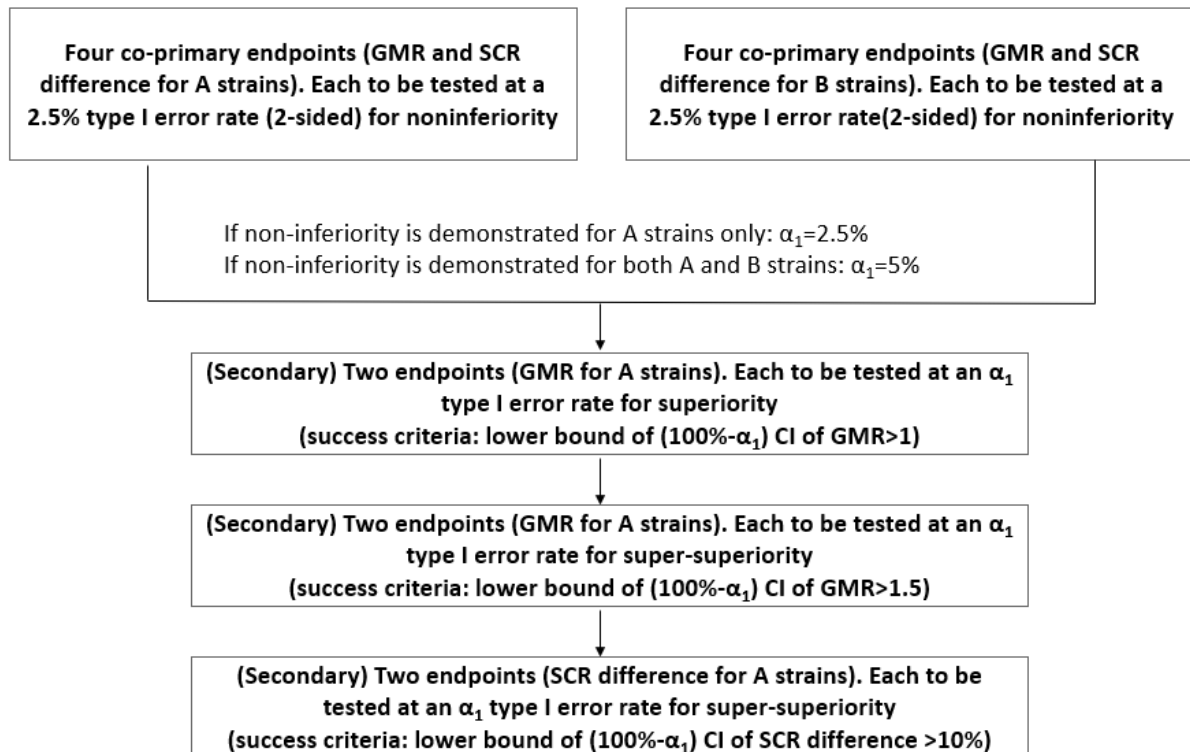 Four co-primary endpoints (GMR and SCR
difference for A strains). Each to be tested at a
2.5% type I error rate (2-sided) for noninferiority
Four co-primary endpoints (GMR and SCR
difference for B strains). Each to be tested at a
2.5% type I error rate(2-sided) for noninferiority
If non-inferiority is demonstrated for A strains only: α₁=2.5%
If non-inferiority is demonstrated for both A and B strains: α₁=5%
(Secondary) Two endpoints (GMR for A strains). Each to be tested at an α₁
type I error rate for superiority
(success criteria: lower bound of (100%-α₁) CI of GMR>1)
(Secondary) Two endpoints (GMR for A strains). Each to be tested at an α₁
type I error rate for super-superiority
(success criteria: lower bound of (100%-α₁) CI of GMR>1.5)
(Secondary) Two endpoints (SCR difference for A strains). Each to be
tested at an α₁ type I error rate for super-superiority
(success criteria: lower bound of (100%-α₁) CI of SCR difference >10%)